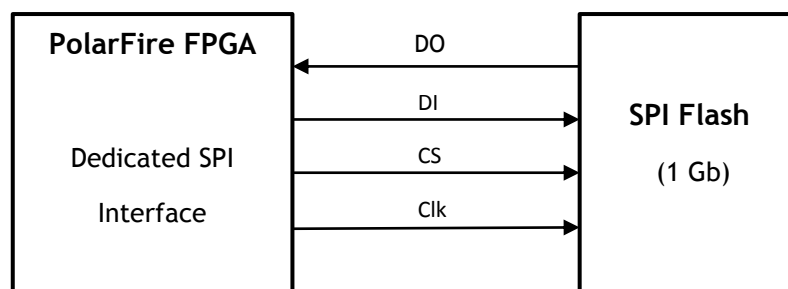 PolarFire FPGA
Dedicated SPI
Interface
DO
DI
CS
Clk
SPI Flash
(1 Gb)